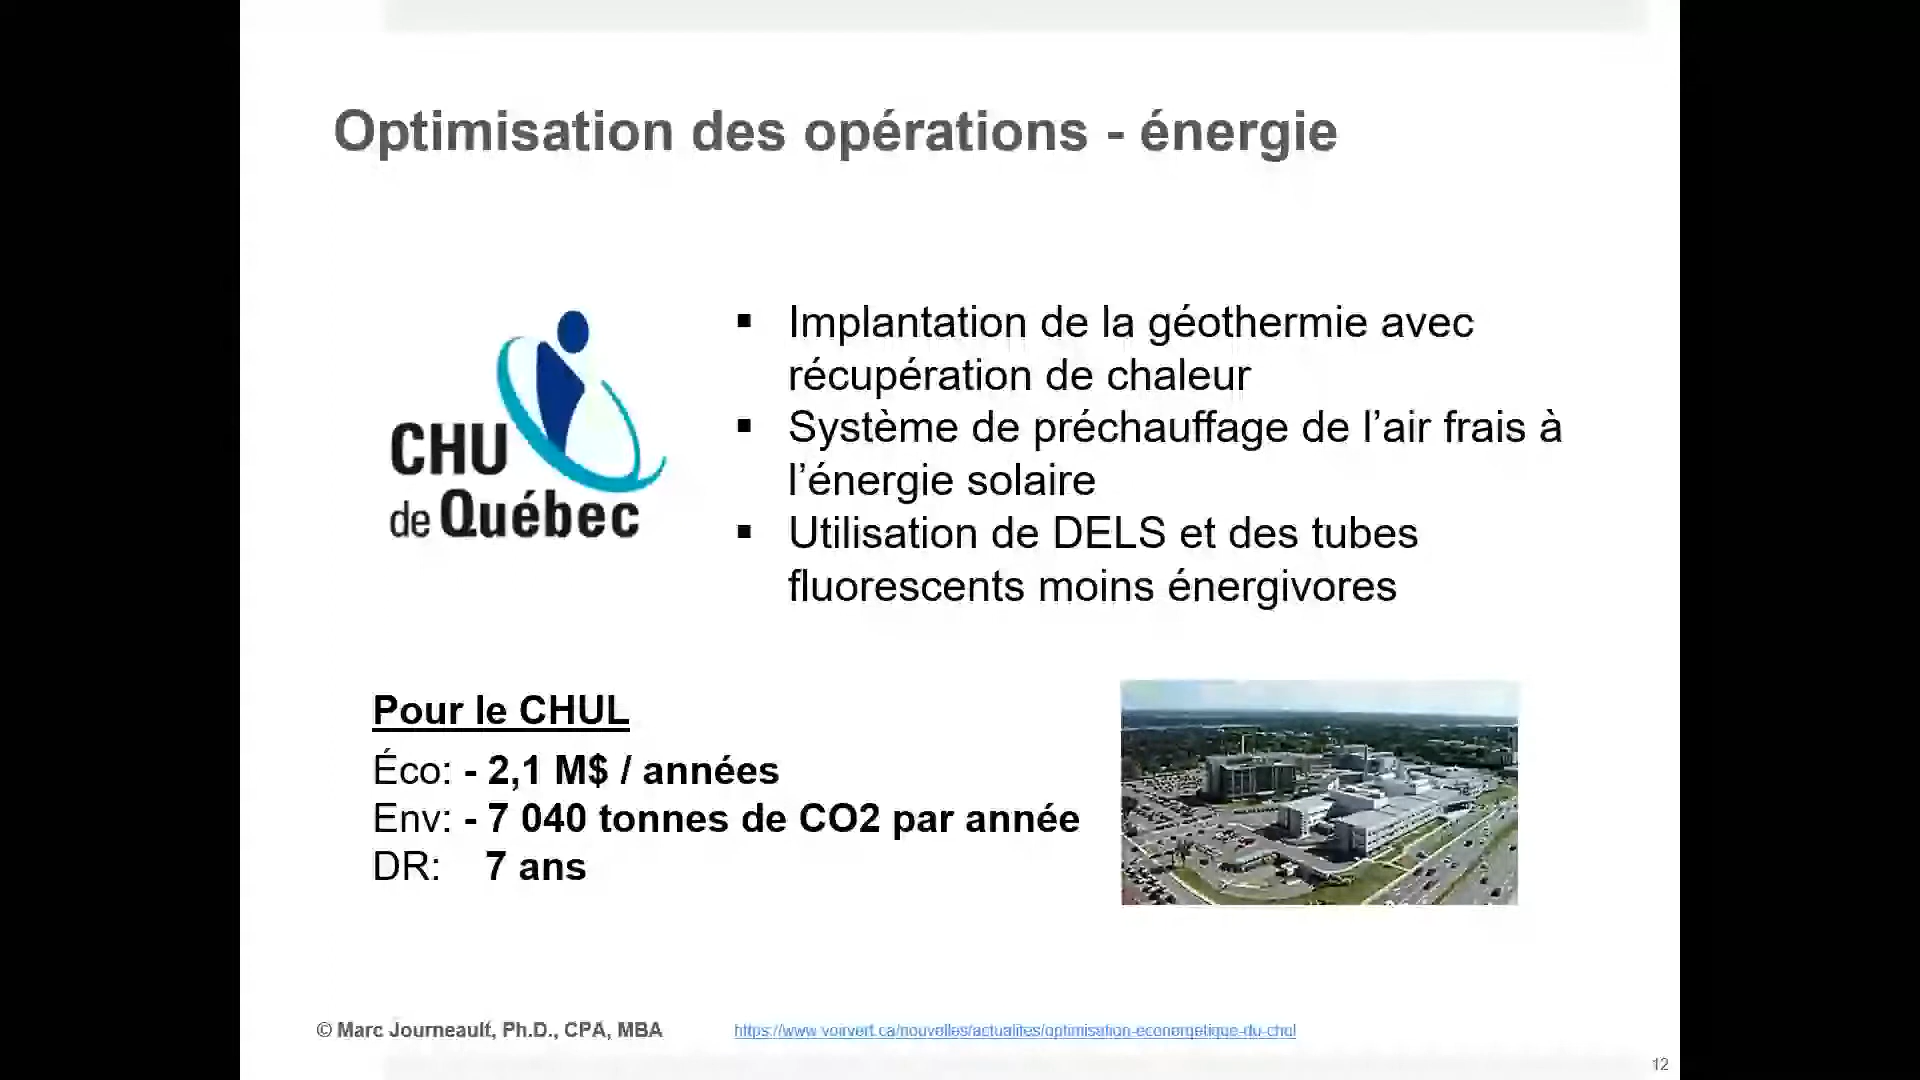 Optimisation des opérations - énergie
CHU
de Québec
▪ Implantation de la géothermie avec
récupération de chaleur
▪ Système de préchauffage de l’air frais à
l’énergie solaire
▪ Utilisation de DELS et des tubes
fluorescents moins énergivores
Pour le CHUL
Éco: - 2,1 M$ / années
Env: - 7 040 tonnes de CO2 par année
DR: 7 ans
© Marc Journeault, Ph.D., CPA, MBA
https://www.voirvert.ca/nouvelles/actualites/optimisation-econergetique-du-chul
12